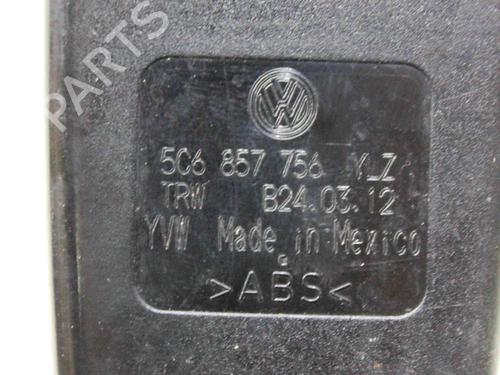 PARTS
VW
5C6 857 756 YLZ
TRW B24.03.12
YVW Made in Mexico
>ABS<